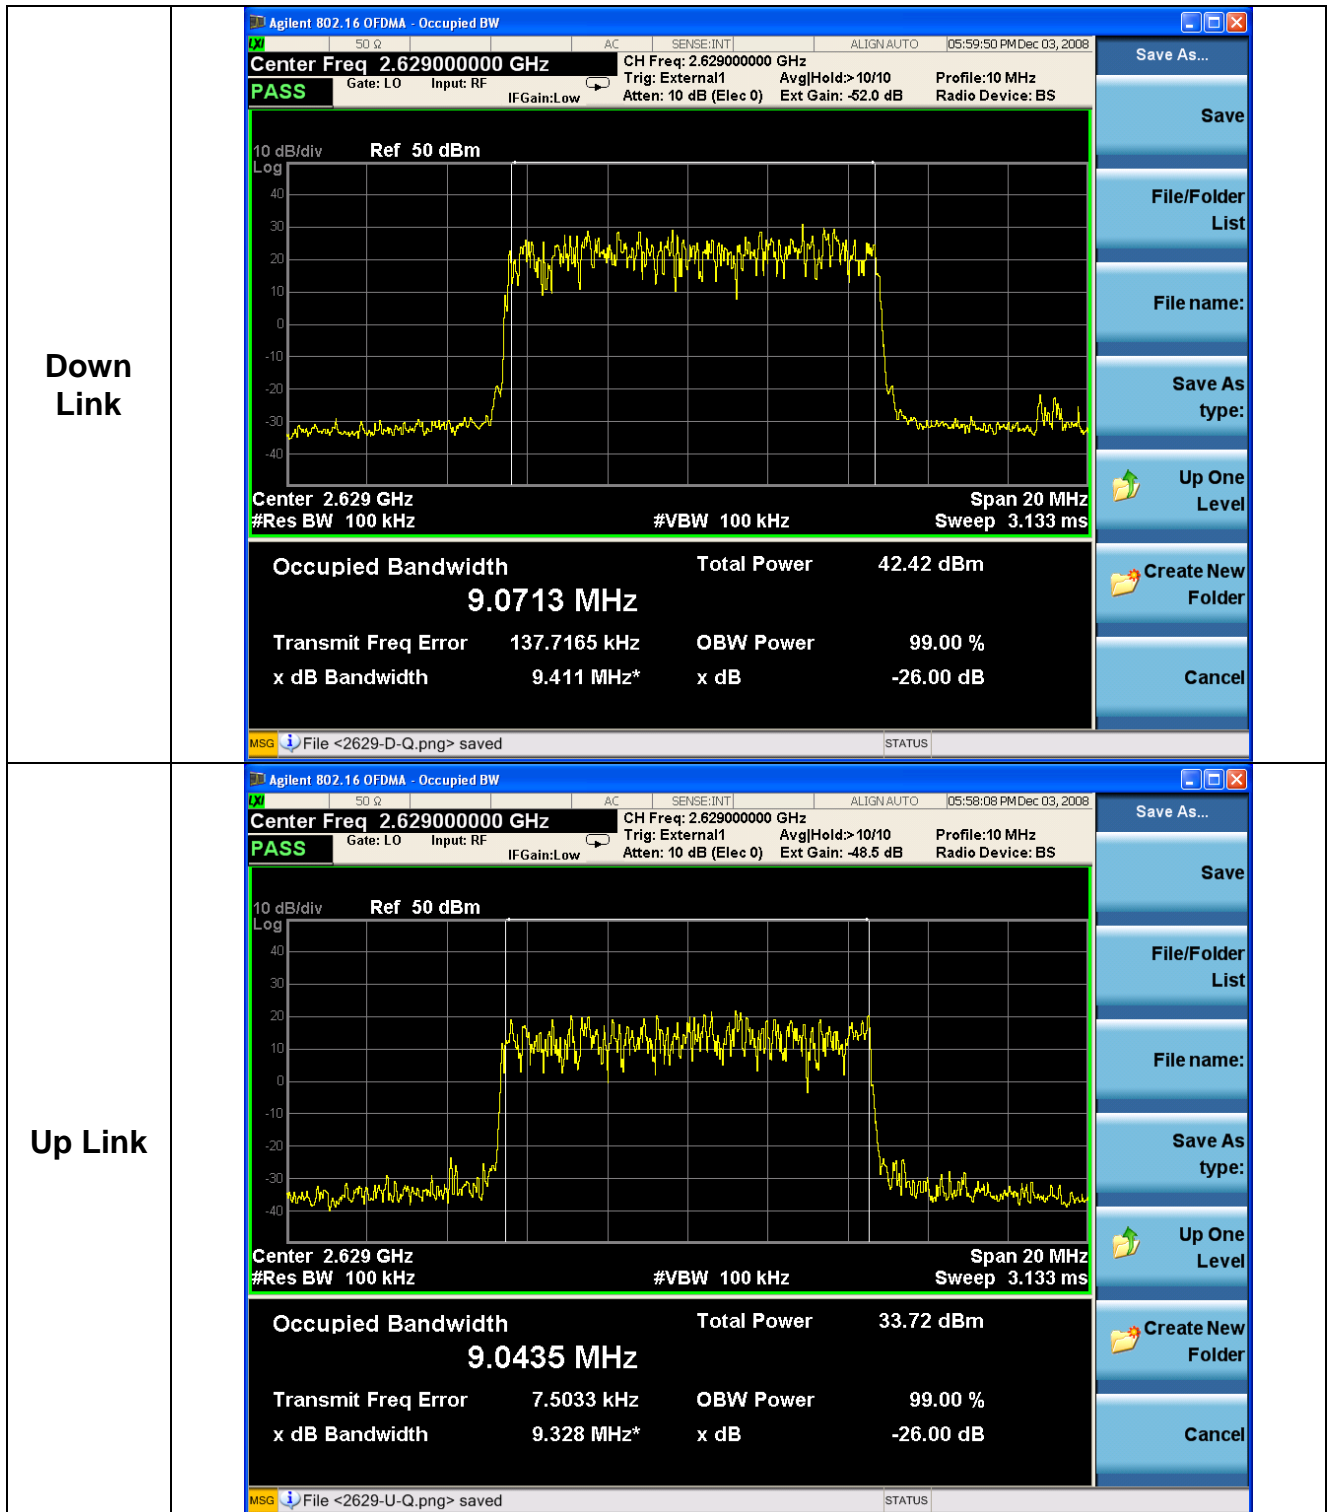 Down
Link
Agilent 802.16 OFDMA - Occupied BW
LXI 50 Ω AC SENSE:INT ALIGN AUTO 05:59:50 PM Dec 03, 2008
Center Freq 2.629000000 GHz
CH Freq: 2.629000000 GHz
PASS
Gate: LO Input: RF
IFGain:Low
Trig: External1 Avg|Hold:>10/10 Profile:10 MHz
Atten: 10 dB (Elec 0) Ext Gain: -52.0 dB Radio Device: BS
10 dB/div Ref 50 dBm
Log
40
30
20
10
0
-10
-20
-30
-40
Center 2.629 GHz Span 20 MHz
#Res BW 100 kHz #VBW 100 kHz Sweep 3.133 ms
Occupied Bandwidth Total Power 42.42 dBm
9.0713 MHz
Transmit Freq Error 137.7165 kHz OBW Power 99.00 %
x dB Bandwidth 9.411 MHz* x dB -26.00 dB
MSG File <2629-D-Q.png> saved STATUS
Save As...
Save
File/Folder
List
File name:
Save As
type:
Up One
Level
Create New
Folder
Cancel
Up Link
Agilent 802.16 OFDMA - Occupied BW
LXI 50 Ω AC SENSE:INT ALIGN AUTO 05:58:08 PM Dec 03, 2008
Center Freq 2.629000000 GHz
CH Freq: 2.629000000 GHz
PASS
Gate: LO Input: RF
IFGain:Low
Trig: External1 Avg|Hold:>10/10 Profile:10 MHz
Atten: 10 dB (Elec 0) Ext Gain: -48.5 dB Radio Device: BS
10 dB/div Ref 50 dBm
Log
40
30
20
10
0
-10
-20
-30
-40
Center 2.629 GHz Span 20 MHz
#Res BW 100 kHz #VBW 100 kHz Sweep 3.133 ms
Occupied Bandwidth Total Power 33.72 dBm
9.0435 MHz
Transmit Freq Error 7.5033 kHz OBW Power 99.00 %
x dB Bandwidth 9.328 MHz* x dB -26.00 dB
MSG File <2629-U-Q.png> saved STATUS
Save As...
Save
File/Folder
List
File name:
Save As
type:
Up One
Level
Create New
Folder
Cancel